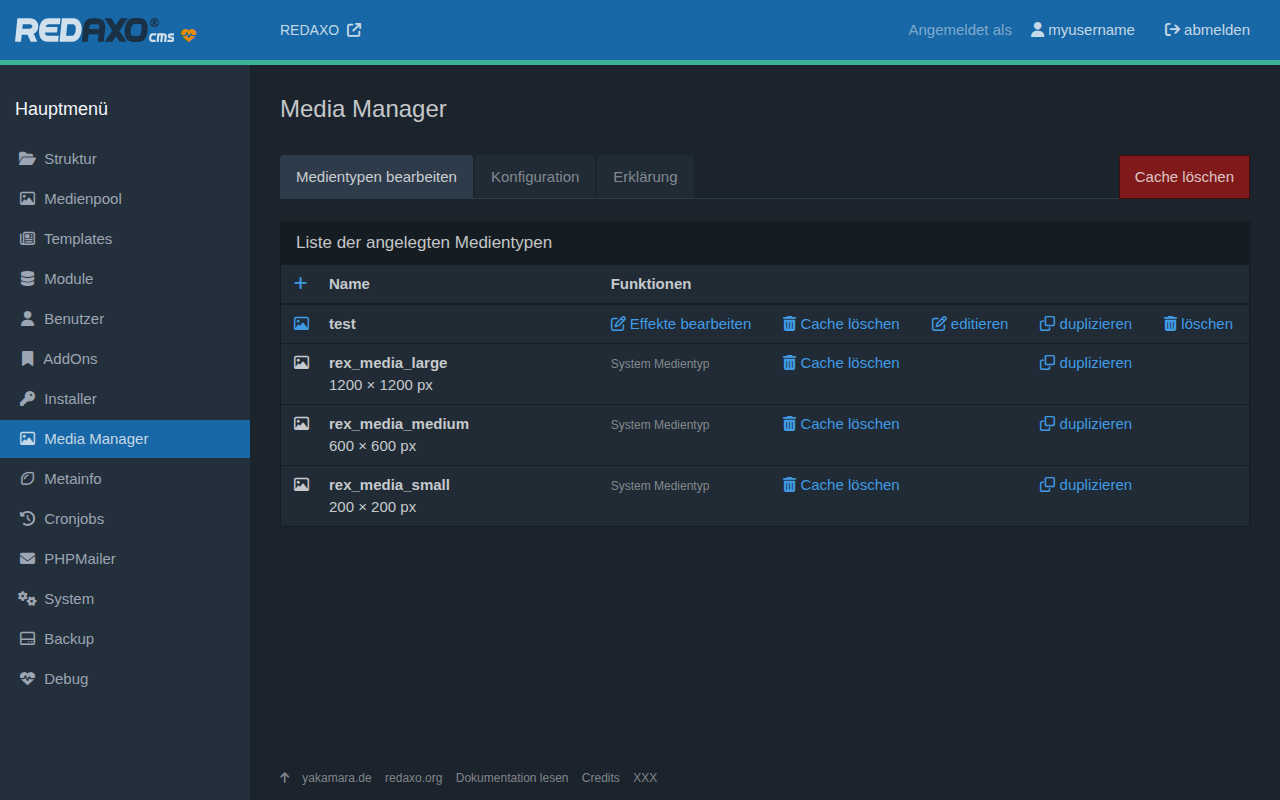 REDAXO® cms
REDAXO
Angemeldet als myusername abmelden
Hauptmenü
Struktur
Medienpool
Templates
Module
Benutzer
AddOns
Installer
Media Manager
Metainfo
Cronjobs
PHPMailer
System
Backup
Debug
Media Manager
Medientypen bearbeiten Konfiguration Erklärung Cache löschen
Liste der angelegten Medientypen
+ Name Funktionen
test Effekte bearbeiten Cache löschen editieren duplizieren löschen
rex_media_large System Medientyp Cache löschen duplizieren
1200 × 1200 px
rex_media_medium System Medientyp Cache löschen duplizieren
600 × 600 px
rex_media_small System Medientyp Cache löschen duplizieren
200 × 200 px
yakamara.de redaxo.org Dokumentation lesen Credits XXX